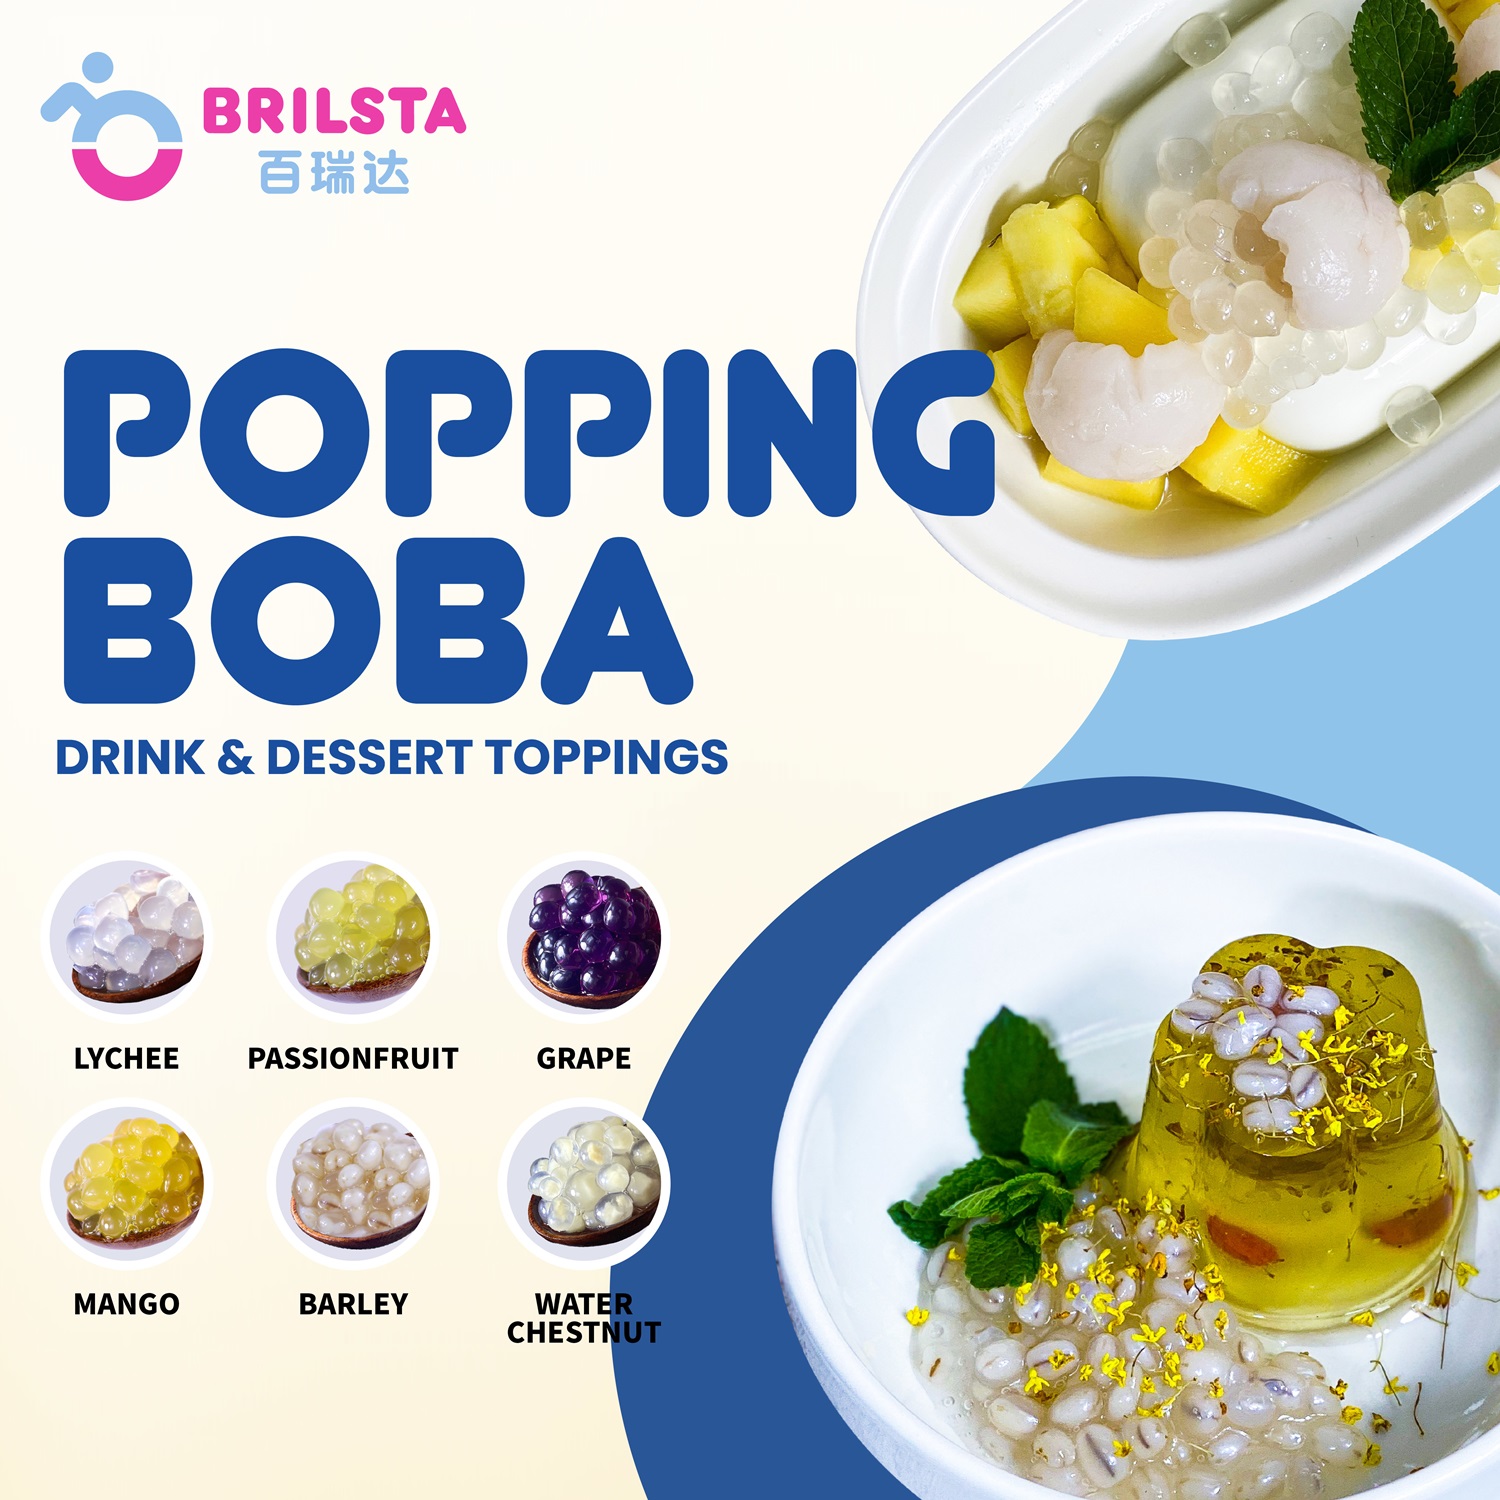 BRILSTA
百瑞达
POPPING
BOBA
DRINK & DESSERT TOPPINGS
LYCHEE
PASSIONFRUIT
GRAPE
MANGO
BARLEY
WATER
CHESTNUT